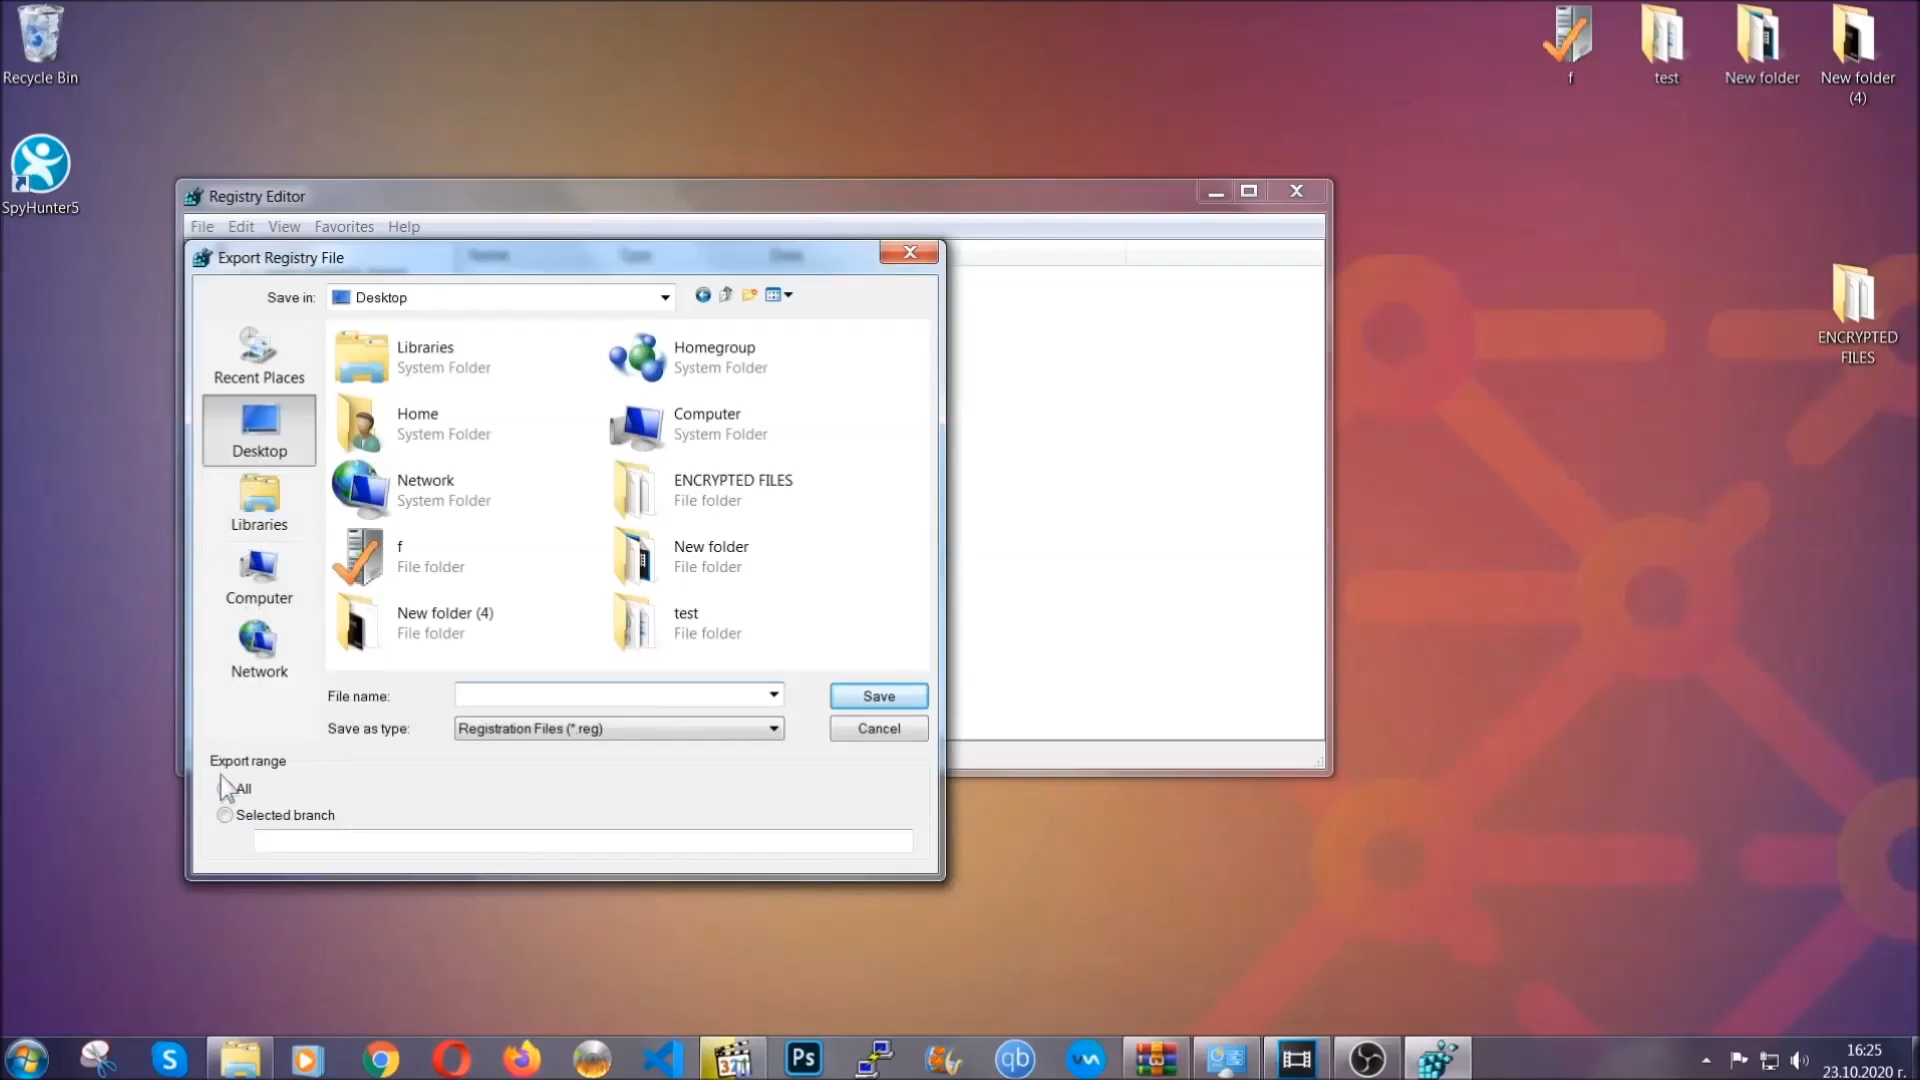 Recycle Bin
SpyHunter5
f
test
New folder
New folder
(4)
ENCRYPTED
FILES
Registry Editor
File Edit View Favorites Help
Export Registry File
Save in: Desktop
Recent Places
Desktop
Libraries
Computer
Network
Libraries
System Folder
Homegroup
System Folder
Home
System Folder
Computer
System Folder
Network
System Folder
ENCRYPTED FILES
File folder
f
File folder
New folder
File folder
New folder (4)
File folder
test
File folder
File name:
Save
Save as type: Registration Files (*.reg)
Cancel
Export range
All
Selected branch
S
321
Ps
qb
16:25
23.10.2020 г.